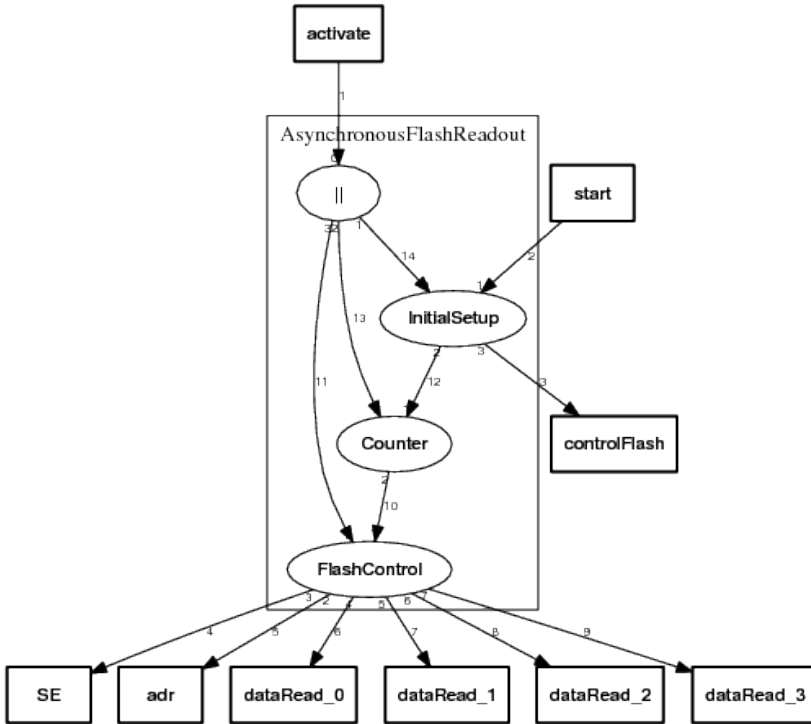 activate
1
AsynchronousFlashReadout
0
||
start
32
1
14
2
1
InitialSetup
13
2
3
11
12
3
Counter
controlFlash
2
10
FlashControl
3
2
4
5
6
7
4
5
6
7
8
9
SE
adr
dataRead_0
dataRead_1
dataRead_2
dataRead_3